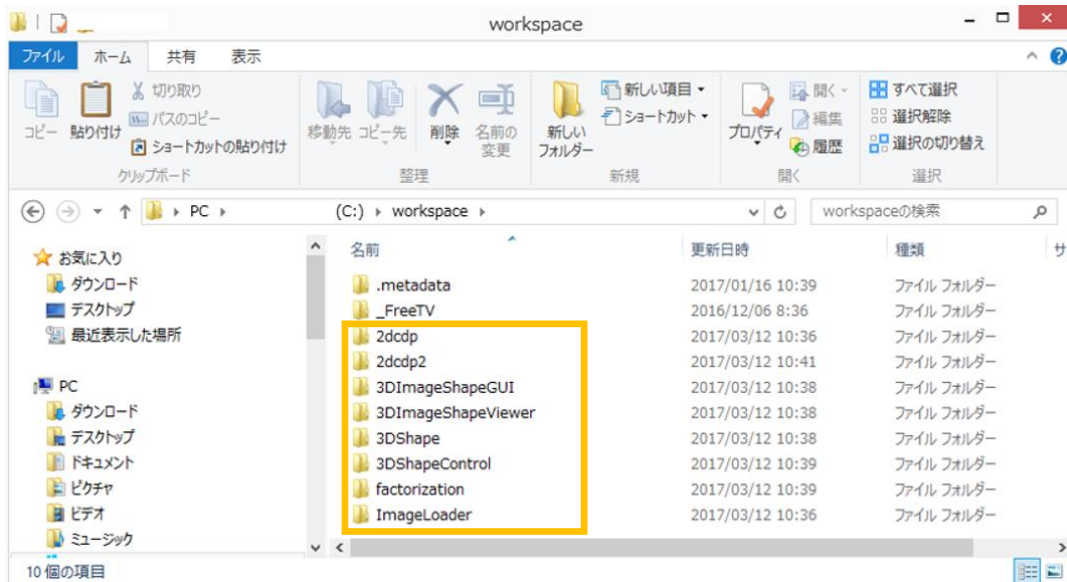 workspace
ファイル ホーム 共有 表示
コピー 貼り付け 切り取り パスのコピー ショートカットの貼り付け
移動先 コピー先 削除 名前の変更
新しいフォルダー 新しい項目 ショートカット
プロパティ 開く 編集 履歴
すべて選択 選択解除 選択の切り替え
クリップボード 整理 新規 開く 選択
PC (C:) workspace workspaceの検索
お気に入り
ダウンロード
デスクトップ
最近表示した場所
PC
ダウンロード
デスクトップ
ドキュメント
ピクチャ
ビデオ
ミュージック
名前 更新日時 種類 サ
.metadata 2017/01/16 10:39 ファイル フォルダー
_FreeTV 2016/12/06 8:36 ファイル フォルダー
2dcdp 2017/03/12 10:36 ファイル フォルダー
2dcdp2 2017/03/12 10:41 ファイル フォルダー
3DImageShapeGUI 2017/03/12 10:38 ファイル フォルダー
3DImageShapeViewer 2017/03/12 10:38 ファイル フォルダー
3DShape 2017/03/12 10:38 ファイル フォルダー
3DShapeControl 2017/03/12 10:39 ファイル フォルダー
factorization 2017/03/12 10:39 ファイル フォルダー
ImageLoader 2017/03/12 10:36 ファイル フォルダー
10 個の項目